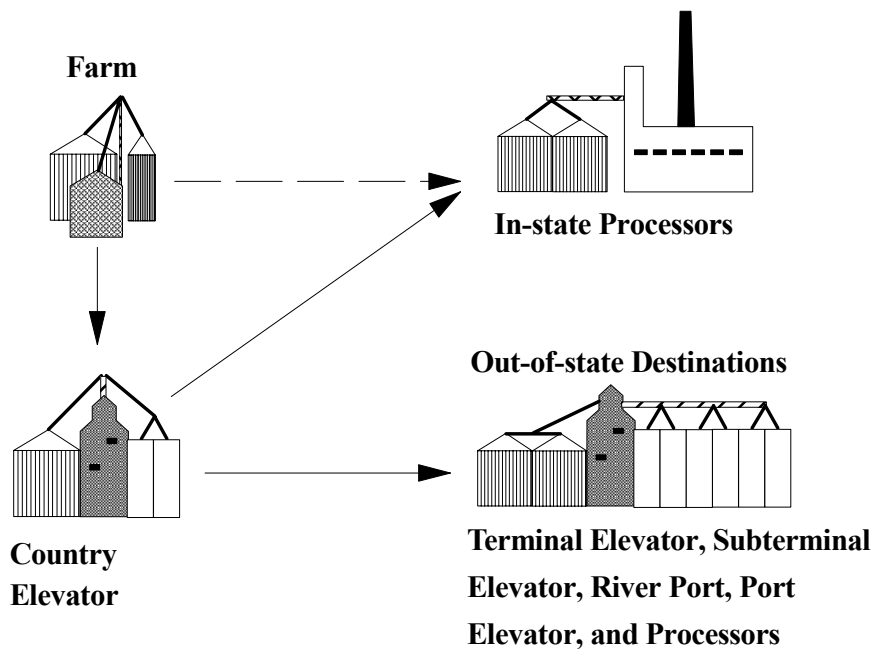 Farm
In-state Processors
Out-of-state Destinations
Country
Elevator
Terminal Elevator, Subterminal
Elevator, River Port, Port
Elevator, and Processors